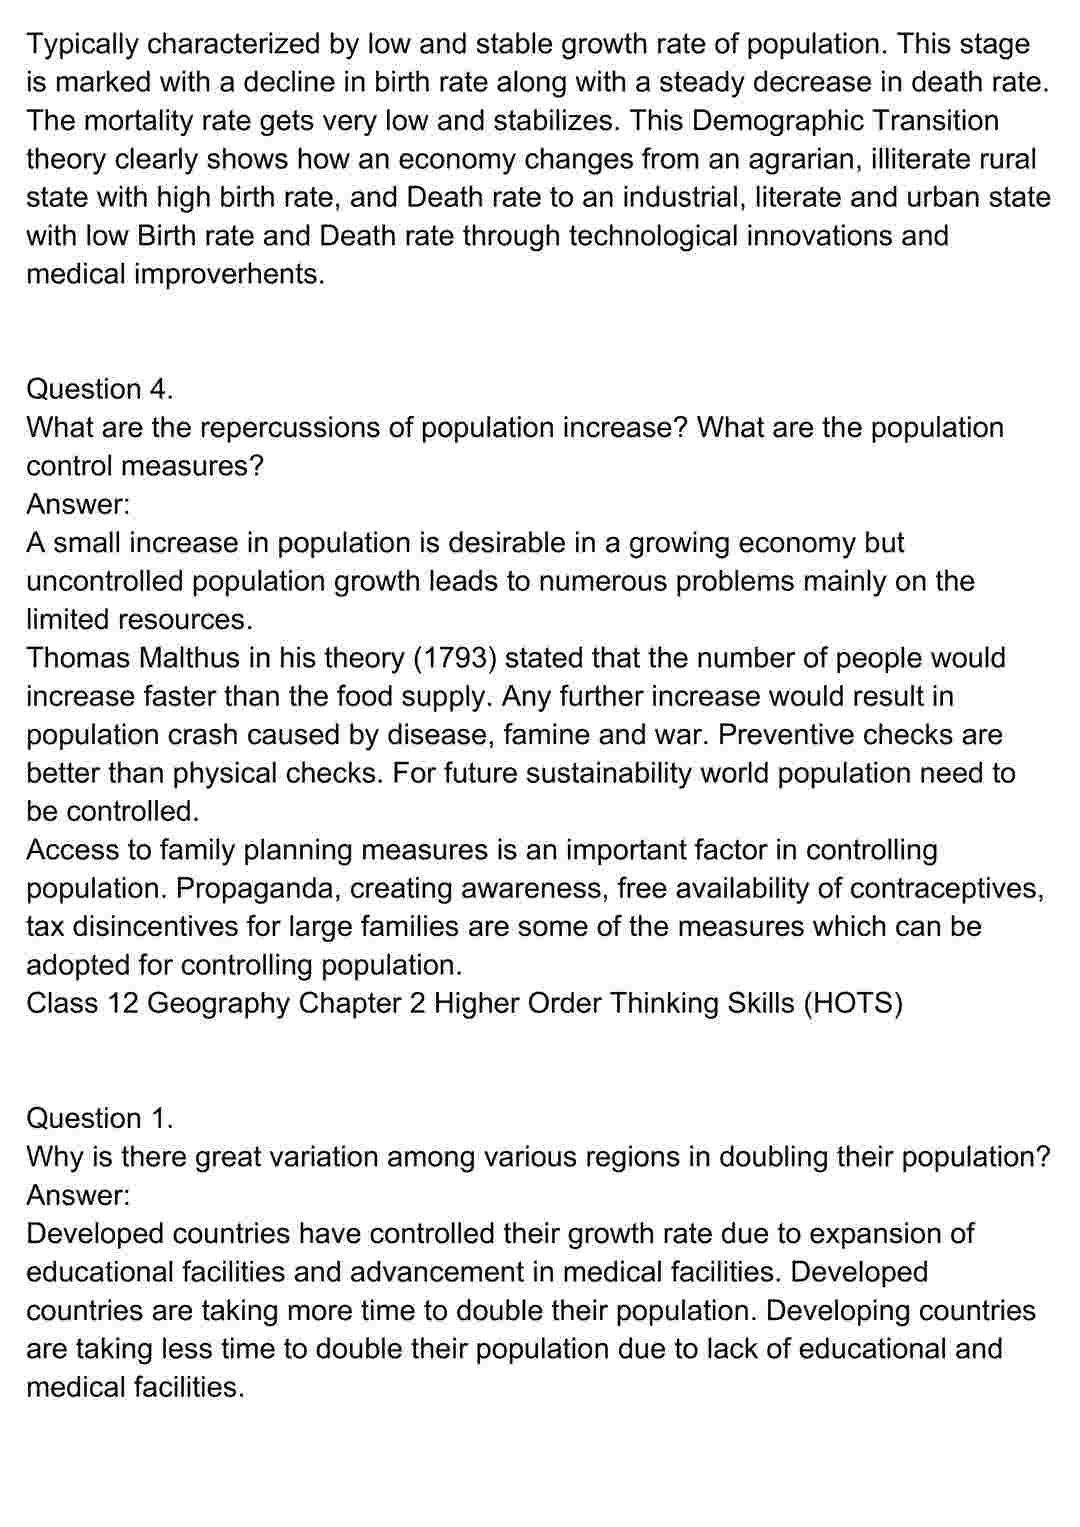 Typically characterized by low and stable growth rate of population. This stage
is marked with a decline in birth rate along with a steady decrease in death rate.
The mortality rate gets very low and stabilizes. This Demographic Transition
theory clearly shows how an economy changes from an agrarian, illiterate rural
state with high birth rate, and Death rate to an industrial, literate and urban state
with low Birth rate and Death rate through technological innovations and
medical improverhents.
Question 4.
What are the repercussions of population increase? What are the population
control measures?
Answer:
A small increase in population is desirable in a growing economy but
uncontrolled population growth leads to numerous problems mainly on the
limited resources.
Thomas Malthus in his theory (1793) stated that the number of people would
increase faster than the food supply. Any further increase would result in
population crash caused by disease, famine and war. Preventive checks are
better than physical checks. For future sustainability world population need to
be controlled.
Access to family planning measures is an important factor in controlling
population. Propaganda, creating awareness, free availability of contraceptives,
tax disincentives for large families are some of the measures which can be
adopted for controlling population.
Class 12 Geography Chapter 2 Higher Order Thinking Skills (HOTS)
Question 1.
Why is there great variation among various regions in doubling their population?
Answer:
Developed countries have controlled their growth rate due to expansion of
educational facilities and advancement in medical facilities. Developed
countries are taking more time to double their population. Developing countries
are taking less time to double their population due to lack of educational and
medical facilities.